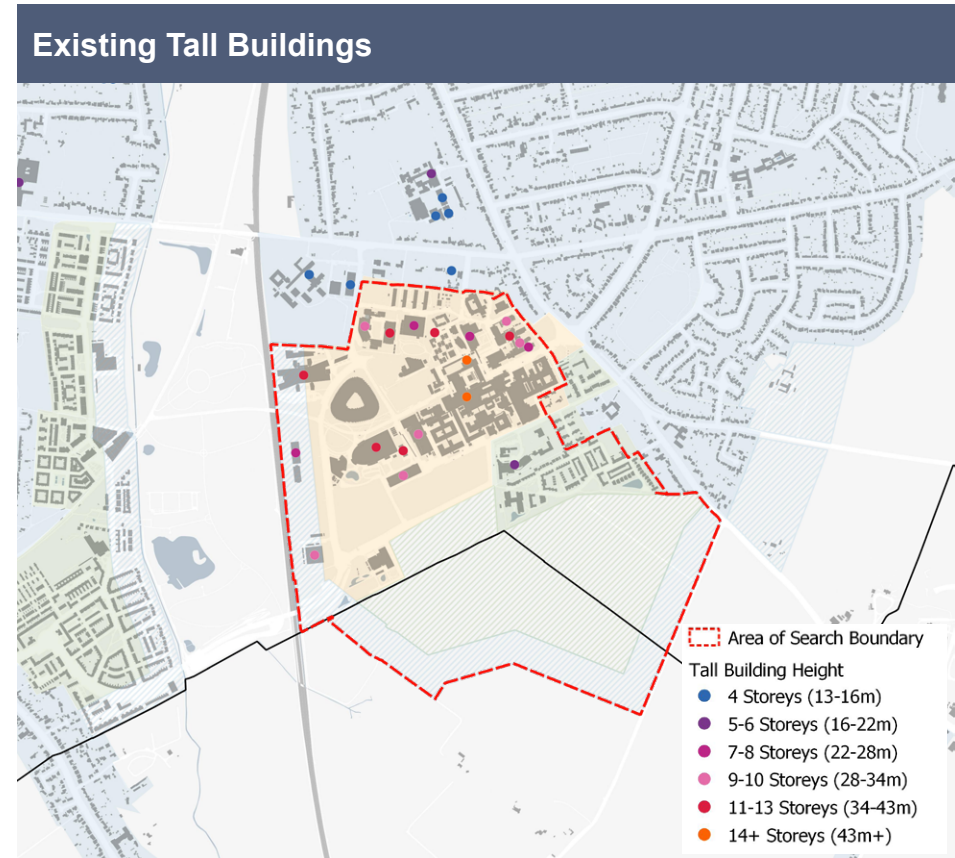 Existing Tall Buildings
Area of Search Boundary
Tall Building Height
4 Storeys (13-16m)
5-6 Storeys (16-22m)
7-8 Storeys (22-28m)
9-10 Storeys (28-34m)
11-13 Storeys (34-43m)
14+ Storeys (43m+)